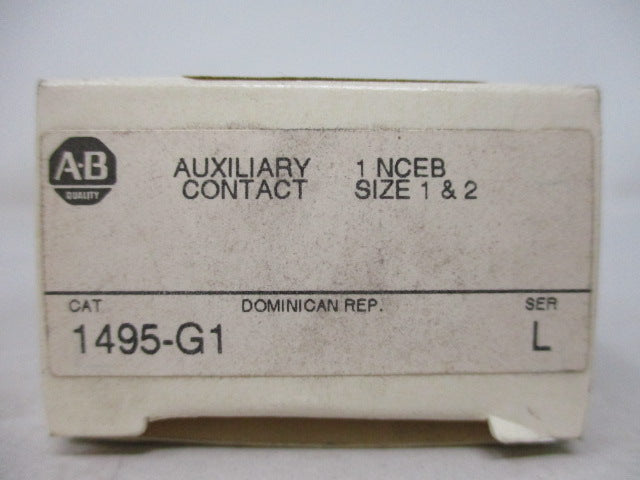 A-B
QUALITY
AUXILIARY 1 NCEB
CONTACT SIZE 1 & 2
CAT DOMINICAN REP. SER
1495-G1 L